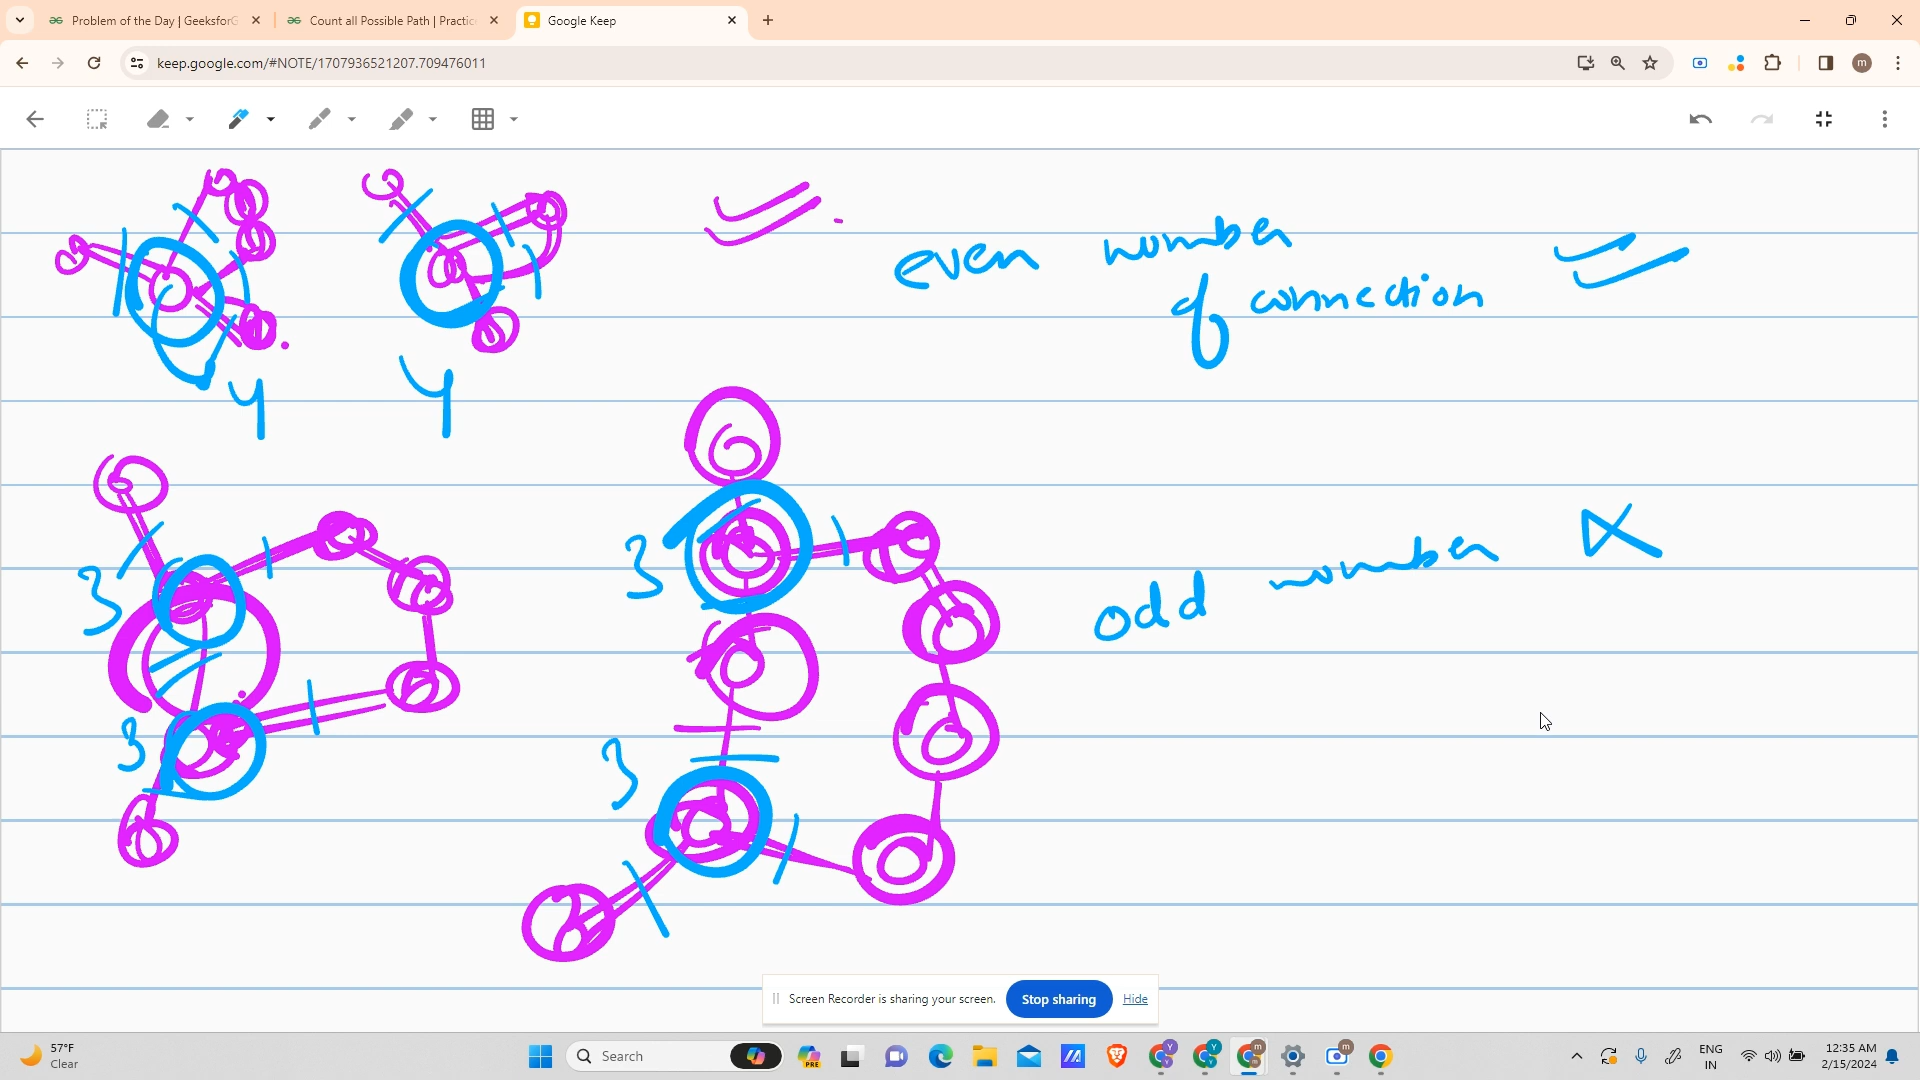 Problem of the Day | GeeksforG
Count all Possible Path | Practice
Google Keep
keep.google.com/#NOTE/1707936521207.709476011
m
even number
of connection
4
4
3
3
odd number
3
3
Screen Recorder is sharing your screen.
Stop sharing
Hide
57°F
Clear
Search
PRE
ENG
IN
12:35 AM
2/15/2024